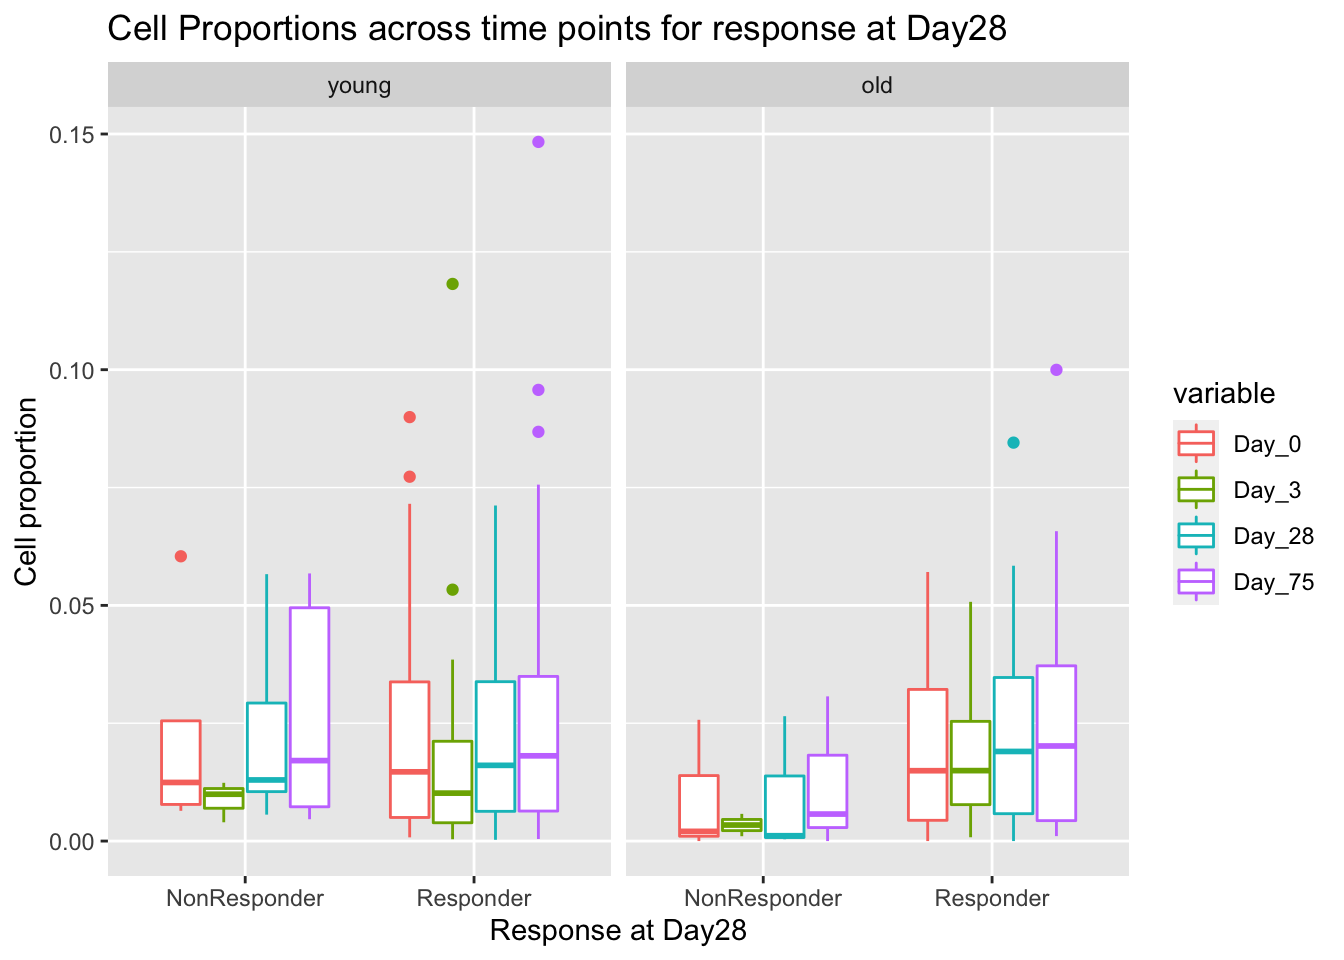 Cell Proportions across time points for response at Day28
young
old
0.15
0.10
0.05
0.00
Cell proportion
NonResponder
Responder
NonResponder
Responder
Response at Day28
variable
Day_0
Day_3
Day_28
Day_75